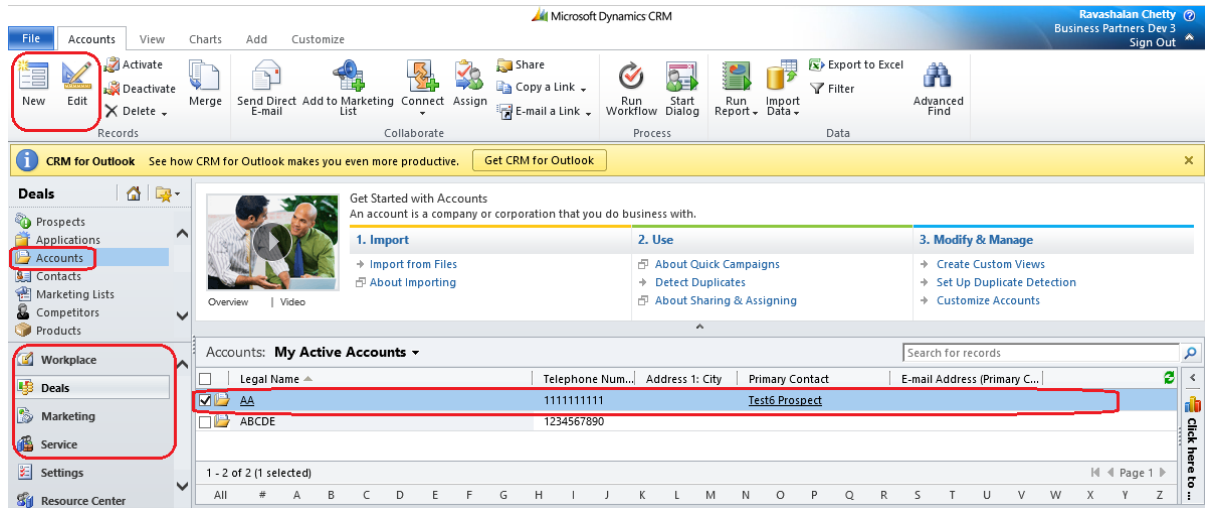 Microsoft Dynamics CRM
Ravashalan Chetty
Business Partners Dev 3
Sign Out
File Accounts View Charts Add Customize
New
Edit
Activate
Deactivate
Delete
Records
Merge
Send Direct E-mail
Add to Marketing List
Connect
Assign
Share
Copy a Link
E-mail a Link
Collaborate
Run Workflow
Start Dialog
Process
Run Report
Import Data
Export to Excel
Filter
Data
Advanced Find
CRM for Outlook See how CRM for Outlook makes you even more productive. Get CRM for Outlook
Deals
Prospects
Applications
Accounts
Contacts
Marketing Lists
Competitors
Products
Workplace
Deals
Marketing
Service
Settings
Resource Center
Overview | Video
Get Started with Accounts
An account is a company or corporation that you do business with.
1. Import
Import from Files
About Importing
2. Use
About Quick Campaigns
Detect Duplicates
About Sharing & Assigning
3. Modify & Manage
Create Custom Views
Set Up Duplicate Detection
Customize Accounts
Accounts: My Active Accounts
Search for records
Legal Name Telephone Num... Address 1: City Primary Contact E-mail Address (Primary C...
AA 1111111111 Test6 Prospect
ABCDE 1234567890
1 - 2 of 2 (1 selected)
Page 1
All # A B C D E F G H I J K L M N O P Q R S T U V W X Y Z
Click here to ...